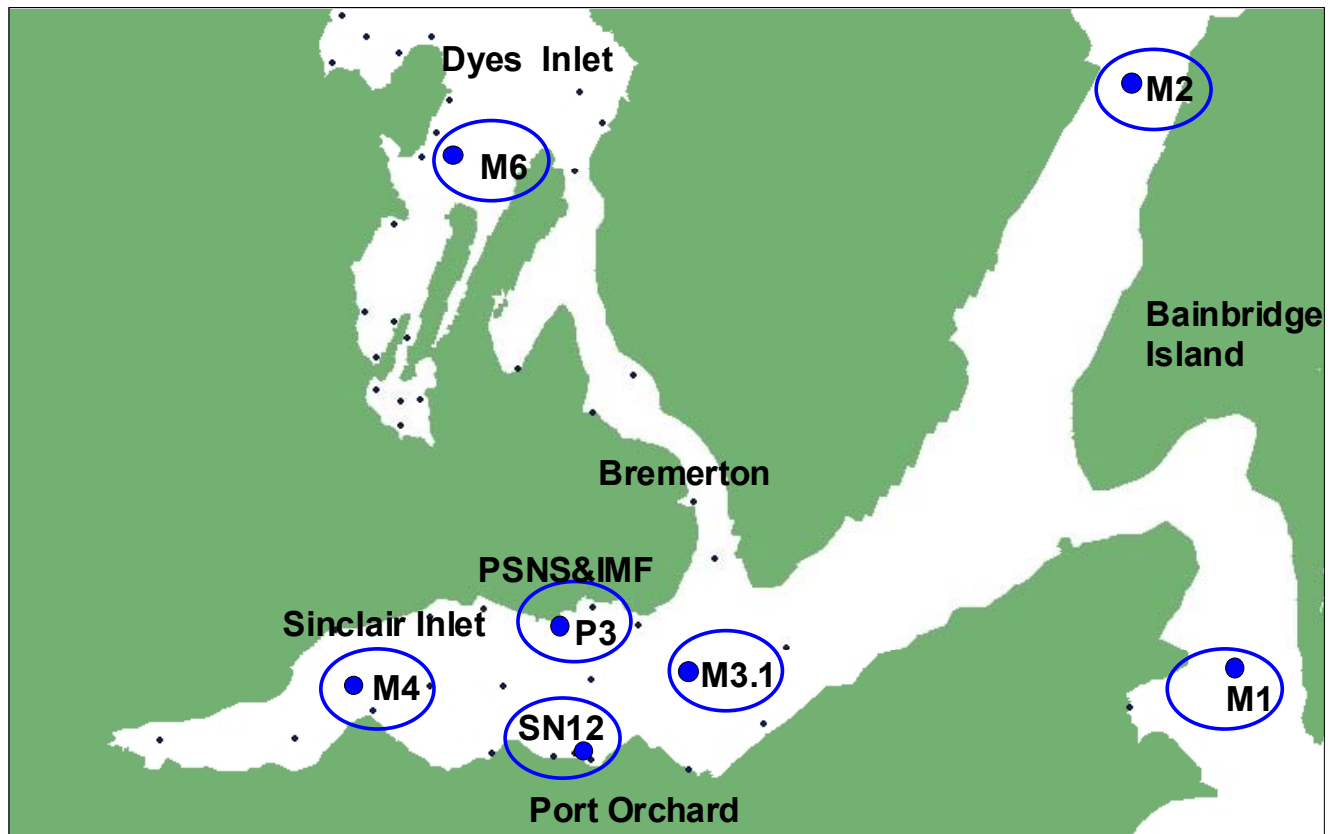 Dyes Inlet
M2
M6
Bainbridge
Island
Bremerton
PSNS&IMF
Sinclair Inlet
P3
M4
M3.1
M1
SN12
Port Orchard